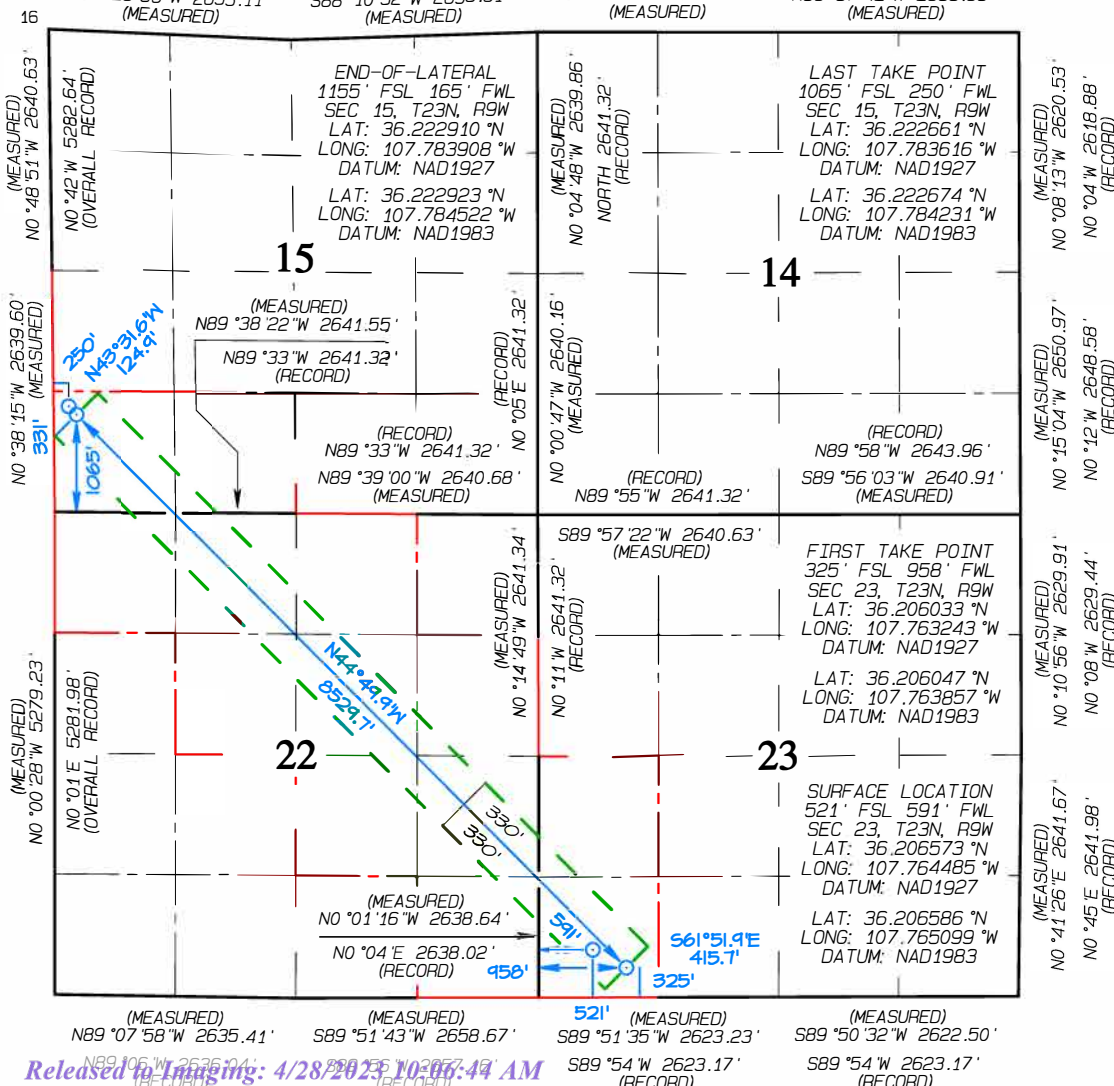 16
(MEASURED)
(MEASURED)
(MEASURED)
(MEASURED)
(MEASURED)
N0°48'51"W 2640.63'
N0°42'W 5282.64'
(OVERALL RECORD)
END-OF-LATERAL
1155' FSL 165' FWL
SEC 15, T23N, R9W
LAT: 36.222910 °N
LONG: 107.783908 °W
DATUM: NAD1927
LAT: 36.222923 °N
LONG: 107.784522 °W
DATUM: NAD1983
15
(MEASURED)
N0°04'48"W 2639.86'
NORTH 2641.32'
(RECORD)
LAST TAKE POINT
1065' FSL 250' FWL
SEC 15, T23N, R9W
LAT: 36.222661 °N
LONG: 107.783616 °W
DATUM: NAD1927
LAT: 36.222674 °N
LONG: 107.784231 °W
DATUM: NAD1983
14
(MEASURED)
N0°08'13"W 2620.53'
N0°04'W 2618.88'
(RECORD)
N0°38'15"W 2639.60'
(MEASURED)
331'
250'
N43°31.6'W
124.9'
1065'
(MEASURED)
N89°38'22"W 2641.55'
N89°33'W 2641.32'
(RECORD)
(RECORD)
N0°05'E 2641.32'
N0°00'47"W 2640.16'
(MEASURED)
(RECORD)
N89°33'W 2641.32'
N89°39'00"W 2640.68'
(MEASURED)
(RECORD)
N89°55'W 2641.32'
(RECORD)
N89°58'W 2643.96'
S89°56'03"W 2640.91'
(MEASURED)
(MEASURED)
N0°15'04"W 2650.97'
N0°12'W 2648.58'
(RECORD)
S89°57'22"W 2640.63'
(MEASURED)
(MEASURED)
N0°14'49"W 2641.34'
N0°11'W 2641.32'
(RECORD)
FIRST TAKE POINT
325' FSL 958' FWL
SEC 23, T23N, R9W
LAT: 36.206033 °N
LONG: 107.763243 °W
DATUM: NAD1927
LAT: 36.206047 °N
LONG: 107.763857 °W
DATUM: NAD1983
(MEASURED)
N0°10'56"W 2629.91'
N0°08'W 2629.44'
(RECORD)
N44°49.9'W
8529.7'
(MEASURED)
N0°00'28"W 5279.23'
N0°01'E 5281.98'
(OVERALL RECORD)
22
23
330'
330'
SURFACE LOCATION
521' FSL 591' FWL
SEC 23, T23N, R9W
LAT: 36.206573 °N
LONG: 107.764485 °W
DATUM: NAD1927
LAT: 36.206586 °N
LONG: 107.765099 °W
DATUM: NAD1983
(MEASURED)
N0°41'26"E 2641.67'
N0°45'E 2641.98'
(RECORD)
(MEASURED)
N0°01'16"W 2638.64'
N0°04'E 2638.02'
(RECORD)
591'
958'
S61°51.9'E
415.7'
325'
521'
(MEASURED)
N89°07'58"W 2635.41'
(MEASURED)
S89°51'43"W 2658.67'
(MEASURED)
S89°51'35"W 2623.23'
(MEASURED)
S89°50'32"W 2622.50'
N89°06'W 2636.04'
(RECORD)
(RECORD)
S89°54'W 2623.17'
(RECORD)
S89°54'W 2623.17'
(RECORD)
Released to Imaging: 4/28/2023 10:06:44 AM